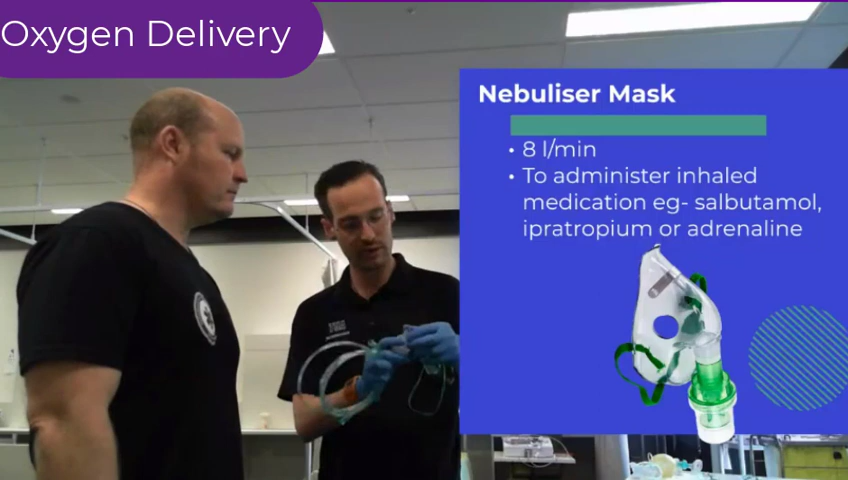 Oxygen Delivery
Nebuliser Mask
• 8 l/min
• To administer inhaled
medication eg- salbutamol,
ipratropium or adrenaline